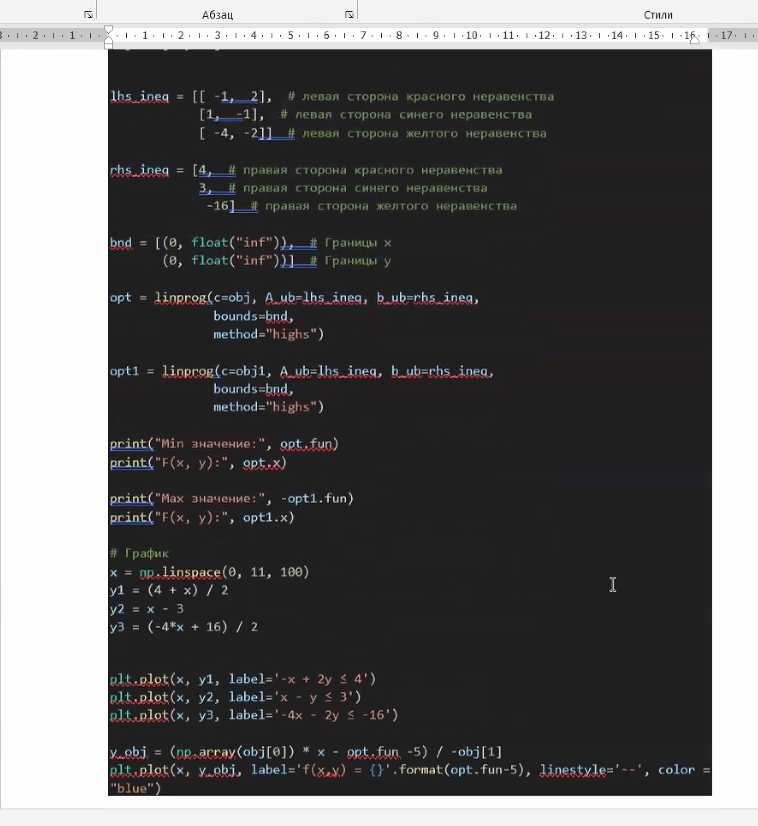 Абзац Стили
3 · 2 · 1 · 1 · 2 · 3 · 4 · 5 · 6 · 7 · 8 · 9 · 10 · 11 · 12 · 13 · 14 · 15 · 16 · 17 ·
lhs_ineq = [[ -1,  2],  # левая сторона красного неравенства
            [1,  -1],  # левая сторона синего неравенства
            [ -4, -2]]  # левая сторона желтого неравенства
rhs_ineq = [4,  # правая сторона красного неравенства
            3,  # правая сторона синего неравенства
             -16]  # правая сторона желтого неравенства
bnd = [(0, float("inf")),  # Границы x
       (0, float("inf"))]  # Границы y
opt = linprog(c=obj, A_ub=lhs_ineq, b_ub=rhs_ineq,
              bounds=bnd,
              method="highs")
opt1 = linprog(c=obj1, A_ub=lhs_ineq, b_ub=rhs_ineq,
              bounds=bnd,
              method="highs")
print("Min значение:", opt.fun)
print("F(x, y):", opt.x)
print("Max значение:", -opt1.fun)
print("F(x, y):", opt1.x)
# График
x = np.linspace(0, 11, 100)
y1 = (4 + x) / 2
y2 = x - 3
y3 = (-4*x + 16) / 2
plt.plot(x, y1, label='-x + 2y ≤ 4')
plt.plot(x, y2, label='x - y ≤ 3')
plt.plot(x, y3, label='-4x - 2y ≤ -16')
y_obj = (np.array(obj[0]) * x - opt.fun -5) / -obj[1]
plt.plot(x, y_obj, label='f(x,y) = {}'.format(opt.fun-5), linestyle='--', color =
"blue")